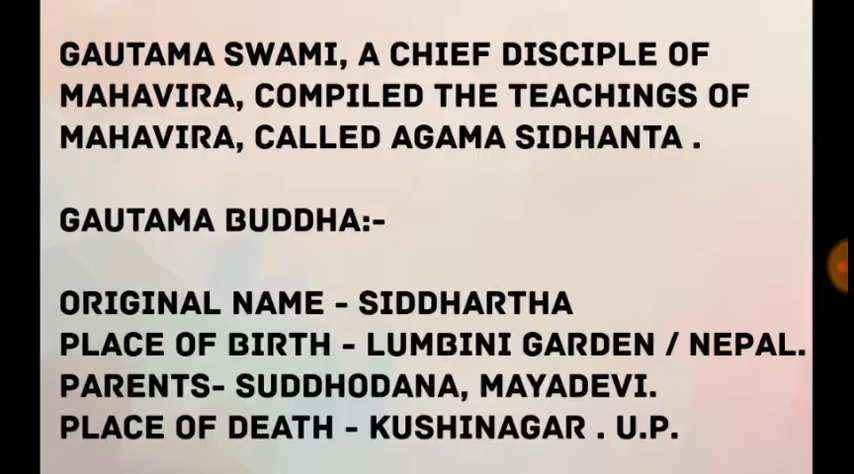 GAUTAMA SWAMI, A CHIEF DISCIPLE OF
MAHAVIRA, COMPILED THE TEACHINGS OF
MAHAVIRA, CALLED AGAMA SIDHANTA .
GAUTAMA BUDDHA:-
ORIGINAL NAME - SIDDHARTHA
PLACE OF BIRTH - LUMBINI GARDEN / NEPAL.
PARENTS- SUDDHODANA, MAYADEVI.
PLACE OF DEATH - KUSHINAGAR . U.P.